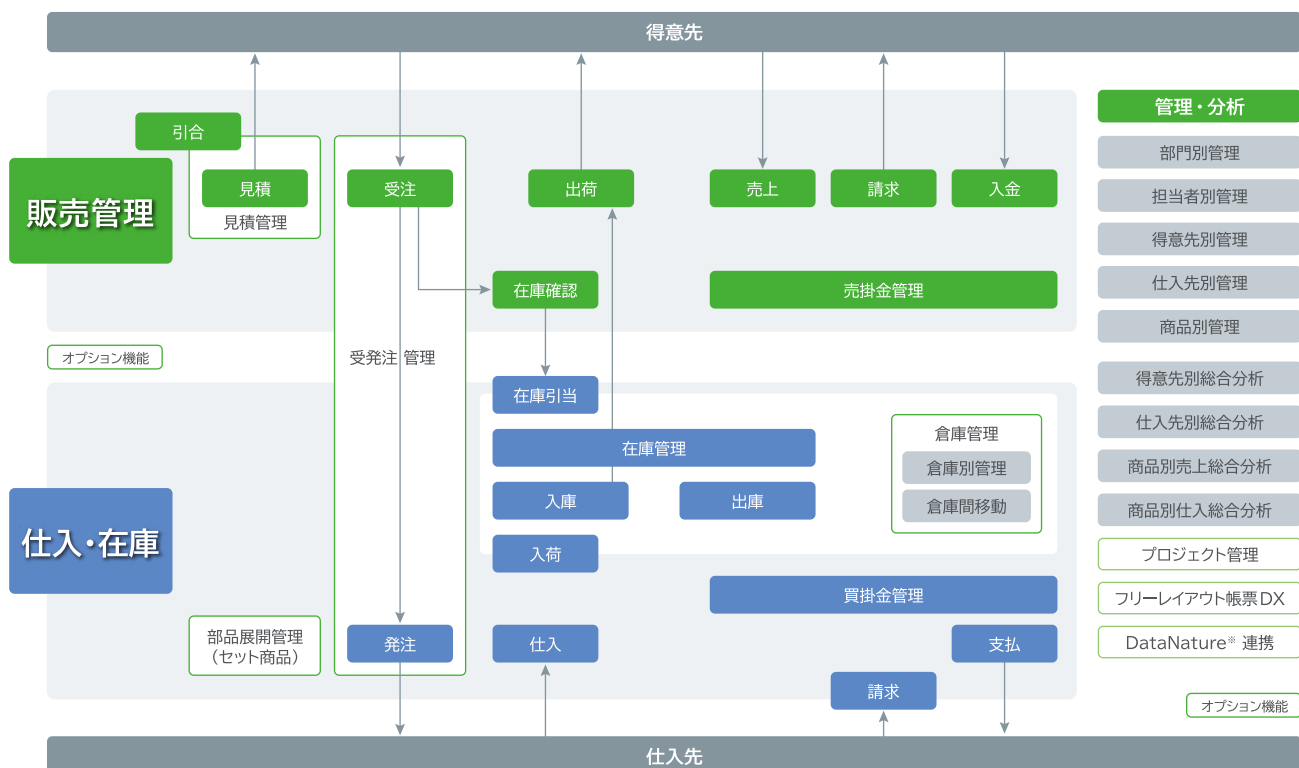 得意先
引合
見積
見積管理
受注
出荷
売上
請求
入金
販売管理
在庫確認
売掛金管理
オプション機能
受発注 管理
在庫引当
在庫管理
入庫
出庫
入荷
倉庫管理
倉庫別管理
倉庫間移動
仕入・在庫
買掛金管理
部品展開管理
（セット商品）
発注
仕入
支払
請求
仕入先
管理・分析
部門別管理
担当者別管理
得意先別管理
仕入先別管理
商品別管理
得意先別総合分析
仕入先別総合分析
商品別売上総合分析
商品別仕入総合分析
プロジェクト管理
フリーレイアウト帳票DX
DataNature※ 連携
オプション機能